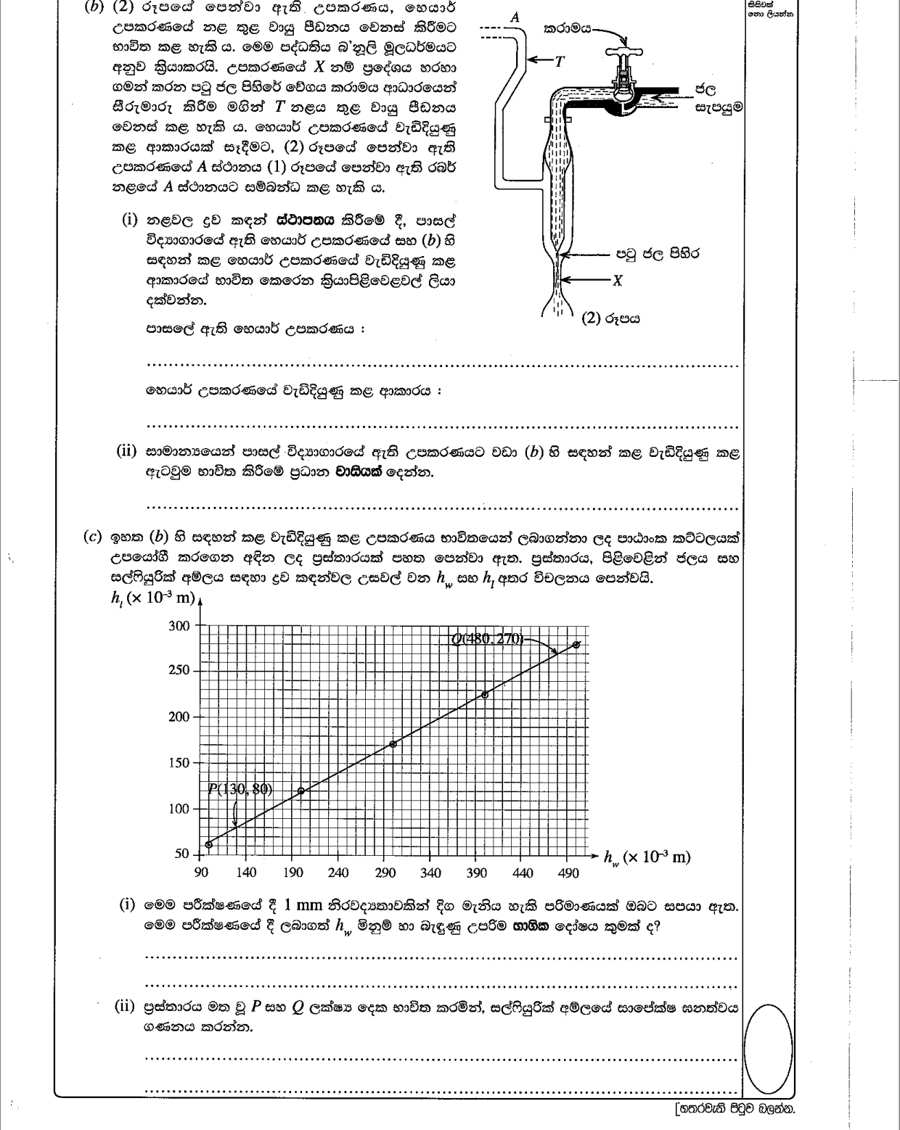 (b) (2) රූපයේ පෙන්වා ඇති උපකරණය, හෙයාර්
උපකරණයේ නළ තුළ වායු පීඩනය වෙනස් කිරීමට
භාවිත කළ හැකි ය. මෙම පද්ධතිය බ'නූලි මූලධර්මයට
අනුව ක්‍රියාකරයි. උපකරණයේ X නම් ප්‍රදේශය හරහා
ගමන් කරන පටු ජල පිහිරේ වේගය කරාමය ආධාරයෙන්
සීරුමාරු කිරීම මගින් T නළය තුළ වායු පීඩනය
වෙනස් කළ හැකි ය. හෙයාර් උපකරණයේ වැඩිදියුණු
කළ ආකාරයක් සෑදීමට, (2) රූපයේ පෙන්වා ඇති
උපකරණයේ A ස්ථානය (1) රූපයේ පෙන්වා ඇති රබර්
නළයේ A ස්ථානයට සම්බන්ධ කළ හැකි ය.
සිසිවක්
නො ලියන්න
A
කරාමය
T
ජල
සැපයුම
පටු ජල පිහිර
X
(2) රූපය
(i) නළවල ද්‍රව කඳන් ස්ථාපනය කිරීමේ දී, පාසල්
විද්‍යාගාරයේ ඇති හෙයාර් උපකරණයේ සහ (b) හි
සඳහන් කළ හෙයාර් උපකරණයේ වැඩිදියුණු කළ
ආකාරයේ භාවිත කෙරෙන ක්‍රියාපිළිවෙළවල් ලියා
දක්වන්න.
පාසලේ ඇති හෙයාර් උපකරණය :
හෙයාර් උපකරණයේ වැඩිදියුණු කළ ආකාරය :
(ii) සාමාන්‍යයෙන් පාසල් විද්‍යාගාරයේ ඇති උපකරණයට වඩා (b) හි සඳහන් කළ වැඩිදියුණු කළ
ඇටවුම භාවිත කිරීමේ ප්‍රධාන වාසියක් දෙන්න.
(c) ඉහත (b) හි සඳහන් කළ වැඩිදියුණු කළ උපකරණය භාවිතයෙන් ලබාගන්නා ලද පාඨාංක කට්ටලයක්
උපයෝගී කරගෙන අඳින ලද ප්‍රස්තාරයක් පහත පෙන්වා ඇත. ප්‍රස්තාරය, පිළිවෙළින් ජලය සහ
සල්ෆියුරික් අම්ලය සඳහා ද්‍රව කඳන්වල උසවල් වන h_w සහ h_l අතර විචලනය පෙන්වයි.
h_l (× 10⁻³ m)
300
250
200
150
100
50
Q(480, 270)
P(130, 80)
90 140 190 240 290 340 390 440 490
h_w (× 10⁻³ m)
(i) මෙම පරීක්ෂණයේ දී 1 mm නිරවද්‍යතාවකින් දිග මැනිය හැකි පරිමාණයක් ඔබට සපයා ඇත.
මෙම පරීක්ෂණයේ දී ලබාගත් h_w මිනුම් හා බැඳුණු උපරිම භාගික දෝෂය කුමක් ද?
(ii) ප්‍රස්තාරය මත වූ P සහ Q ලක්ෂ්‍ය දෙක භාවිත කරමින්, සල්ෆියුරික් අම්ලයේ සාපේක්ෂ ඝනත්වය
ගණනය කරන්න.
[හතරවැනි පිටුව බලන්න.